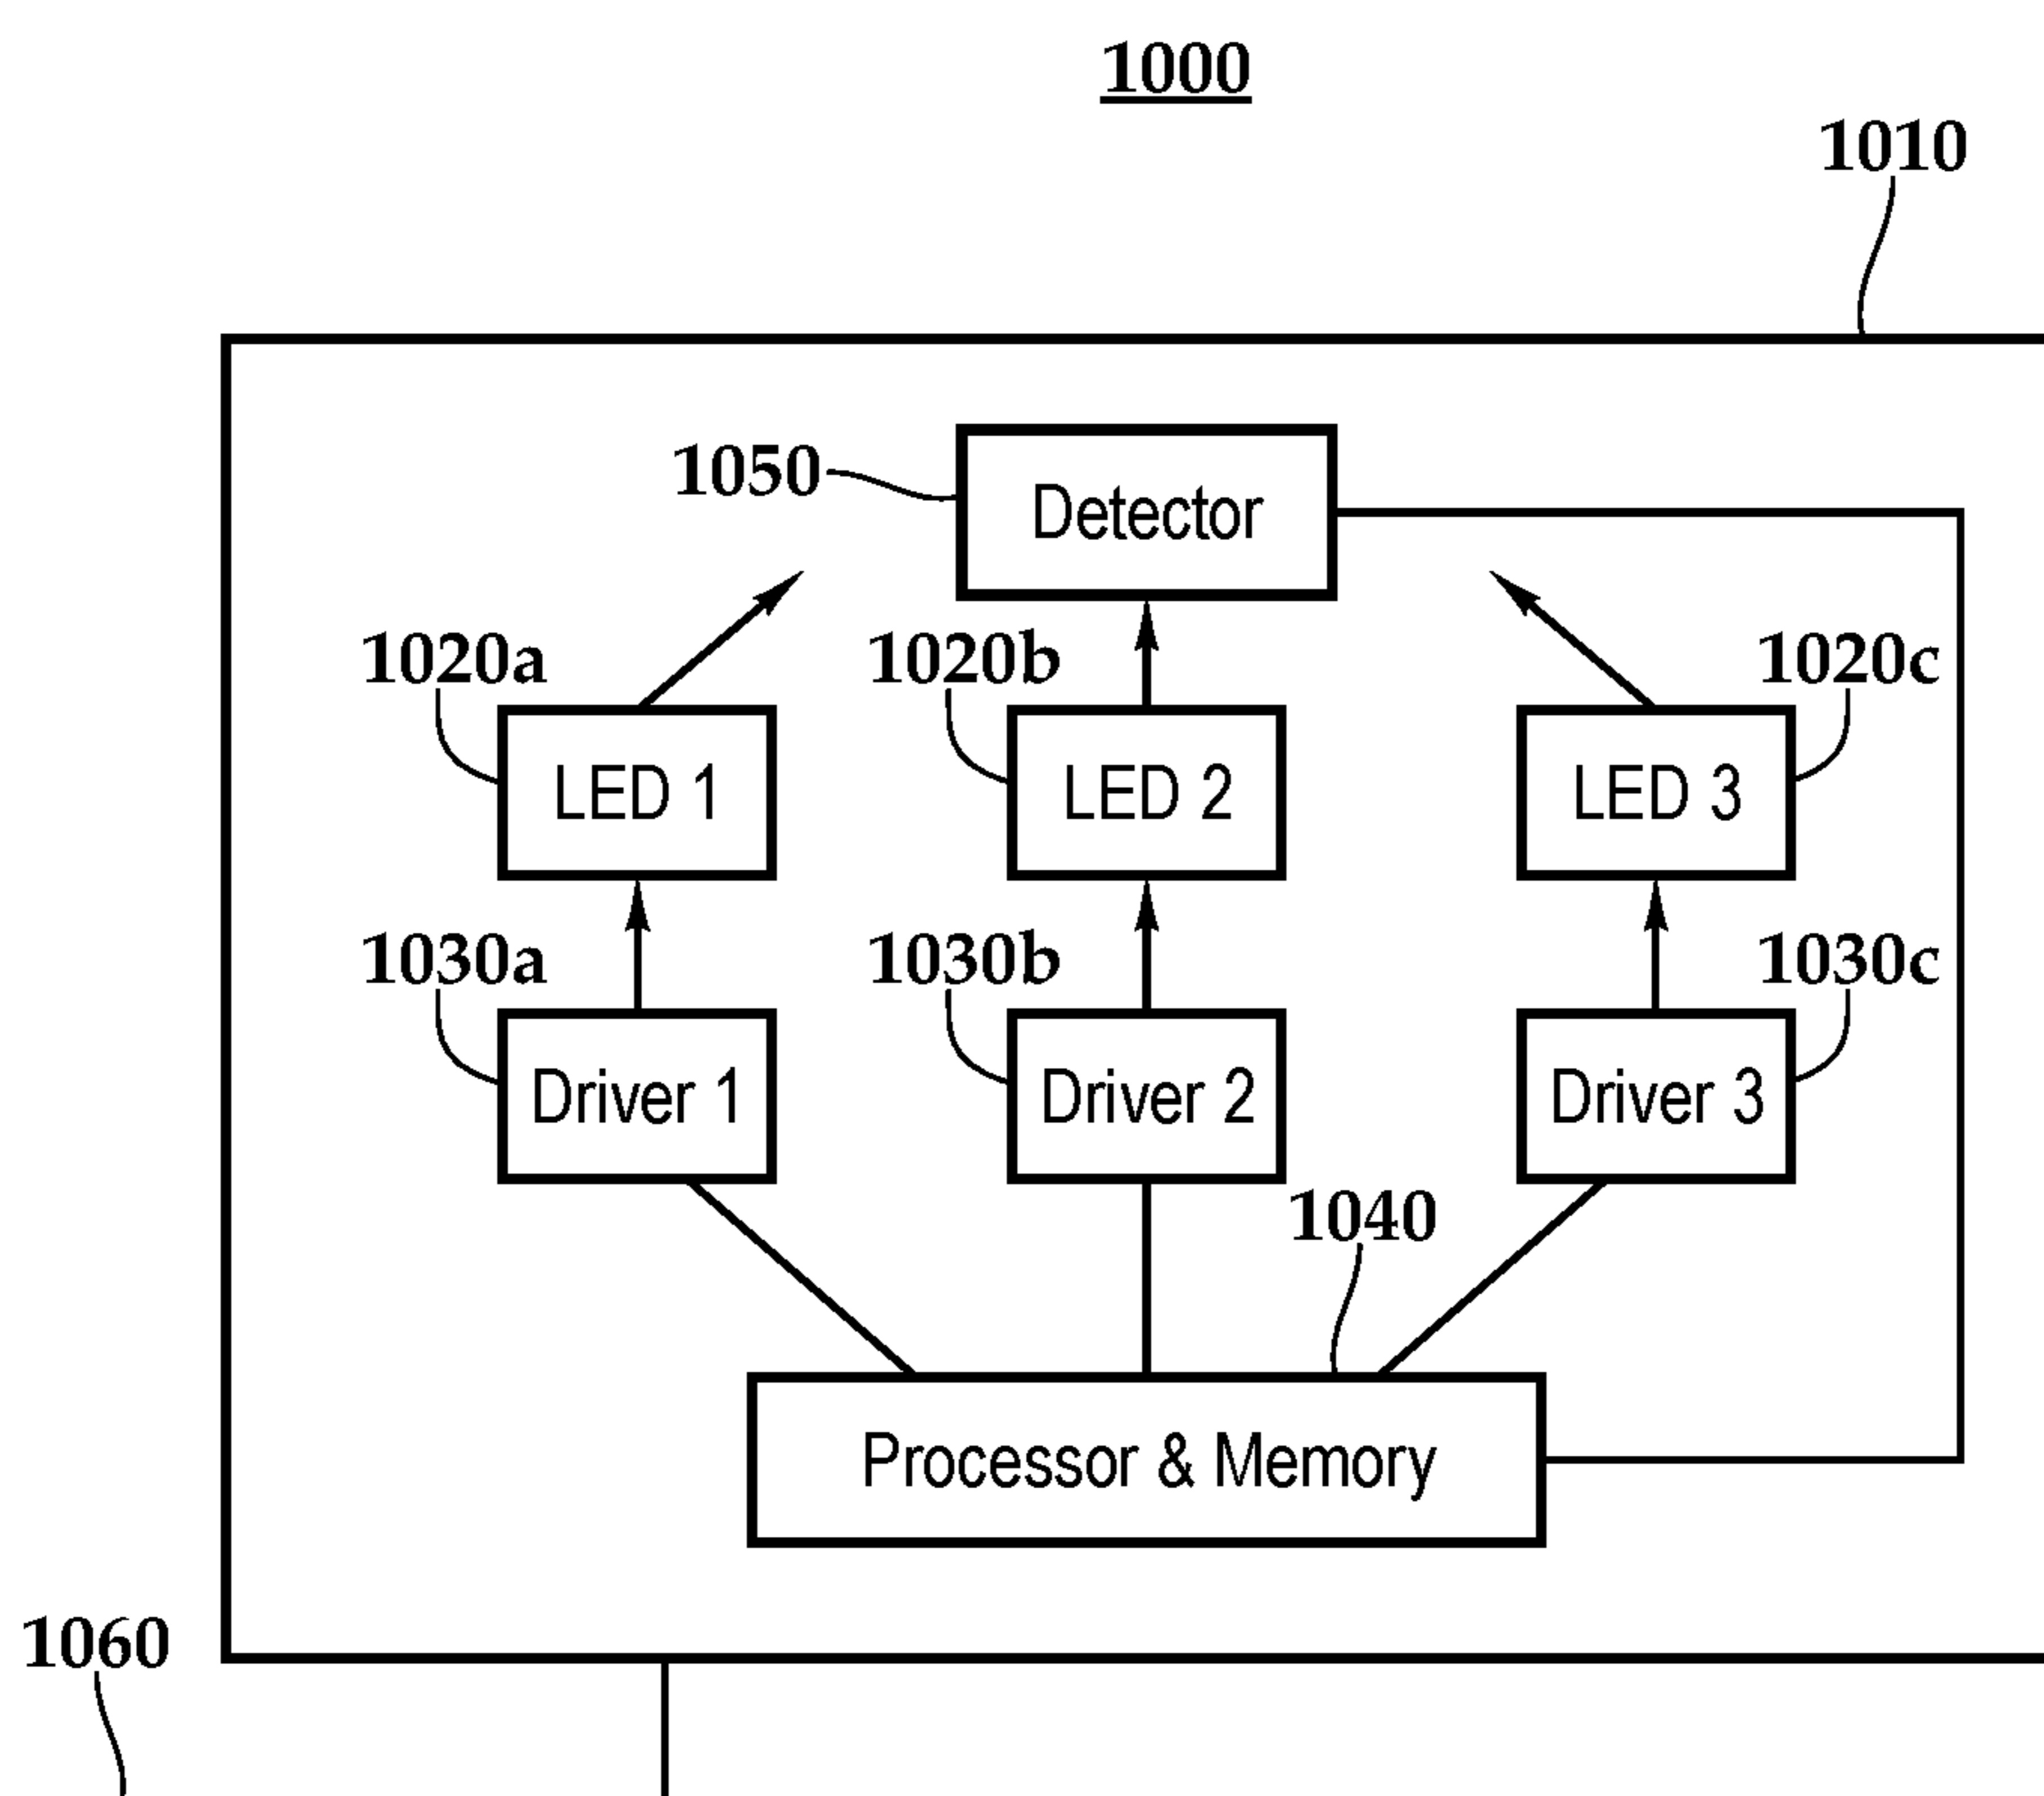 1000
1010
1050
Detector
1020a
1020b
1020c
LED 1
LED 2
LED 3
1030a
1030b
1030c
Driver 1
Driver 2
Driver 3
1040
Processor & Memory
1060